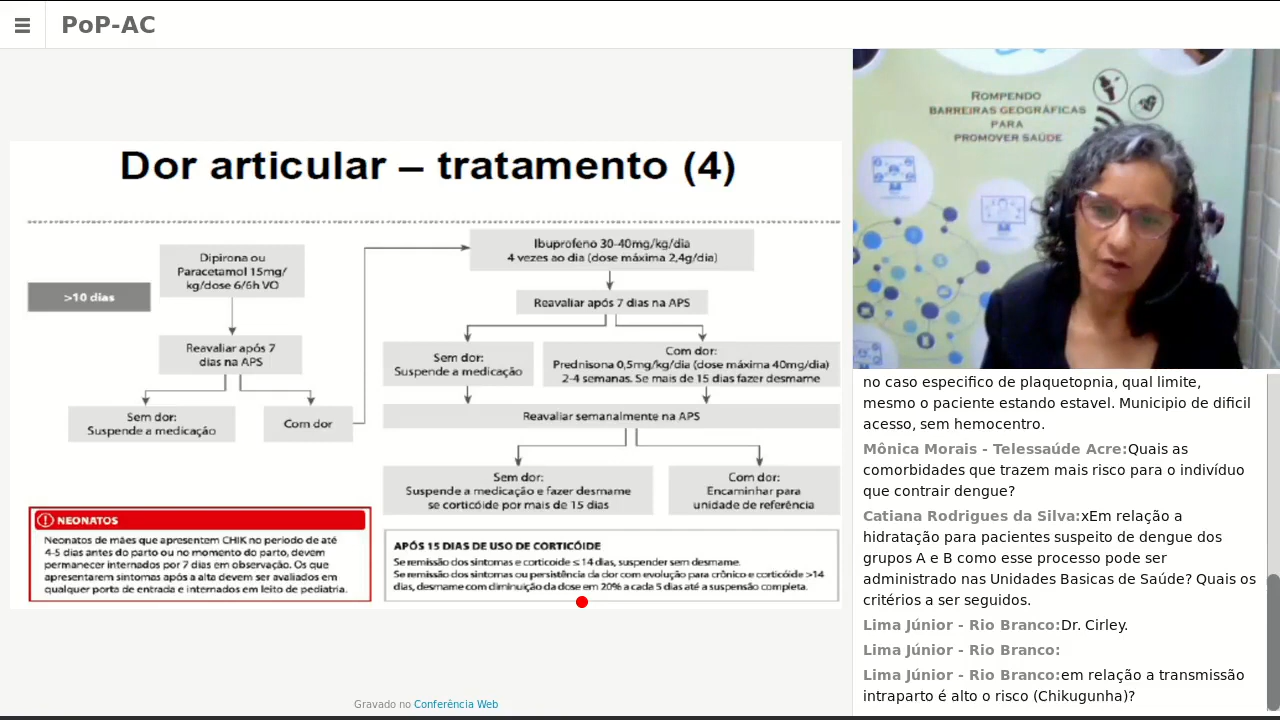 PoP-AC
Dor articular – tratamento (4)
>10 dias
Dipirona ou
Paracetamol 15mg/
kg/dose 6/6h VO
Reavaliar após 7
dias na APS
Sem dor:
Suspende a medicação
Com dor
Ibuprofeno 30-40mg/kg/dia
4 vezes ao dia (dose máxima 2,4g/dia)
Reavaliar após 7 dias na APS
Sem dor:
Suspende a medicação
Com dor:
Prednisona 0,5mg/kg/dia (dose máxima 40mg/dia)
2-4 semanas. Se mais de 15 dias fazer desmame
Reavaliar semanalmente na APS
Sem dor:
Suspende a medicação e fazer desmame
se corticóide por mais de 15 dias
Com dor:
Encaminhar para
unidade de referência
NEONATOS
Neonatos de mães que apresentem CHIK no período de até
4-5 dias antes do parto ou no momento do parto, devem
permanecer internados por 7 dias em observação. Os que
apresentarem sintomas após a alta devem ser avaliados em
qualquer porta de entrada e internados em leito de pediatria.
APÓS 15 DIAS DE USO DE CORTICÓIDE
Se remissão dos sintomas e corticoide ≤ 14 dias, suspender sem desmame.
Se remissão dos sintomas ou persistência da dor com evolução para crônico e corticóide >14
dias, desmame com diminuição da dose em 20% a cada 5 dias até a suspensão completa.
Gravado no Conferência Web
ROMPENDO
BARREIRAS GEOGRÁFICAS
PARA
PROMOVER SAÚDE
no caso especifico de plaquetopnia, qual limite,
mesmo o paciente estando estavel. Municipio de dificil
acesso, sem hemocentro.
Mônica Morais - Telessaúde Acre:Quais as
comorbidades que trazem mais risco para o indivíduo
que contrair dengue?
Catiana Rodrigues da Silva:xEm relação a
hidratação para pacientes suspeito de dengue dos
grupos A e B como esse processo pode ser
administrado nas Unidades Basicas de Saúde? Quais os
critérios a ser seguidos.
Lima Júnior - Rio Branco:Dr. Cirley.
Lima Júnior - Rio Branco:
Lima Júnior - Rio Branco:em relação a transmissão
intraparto é alto o risco (Chikugunha)?